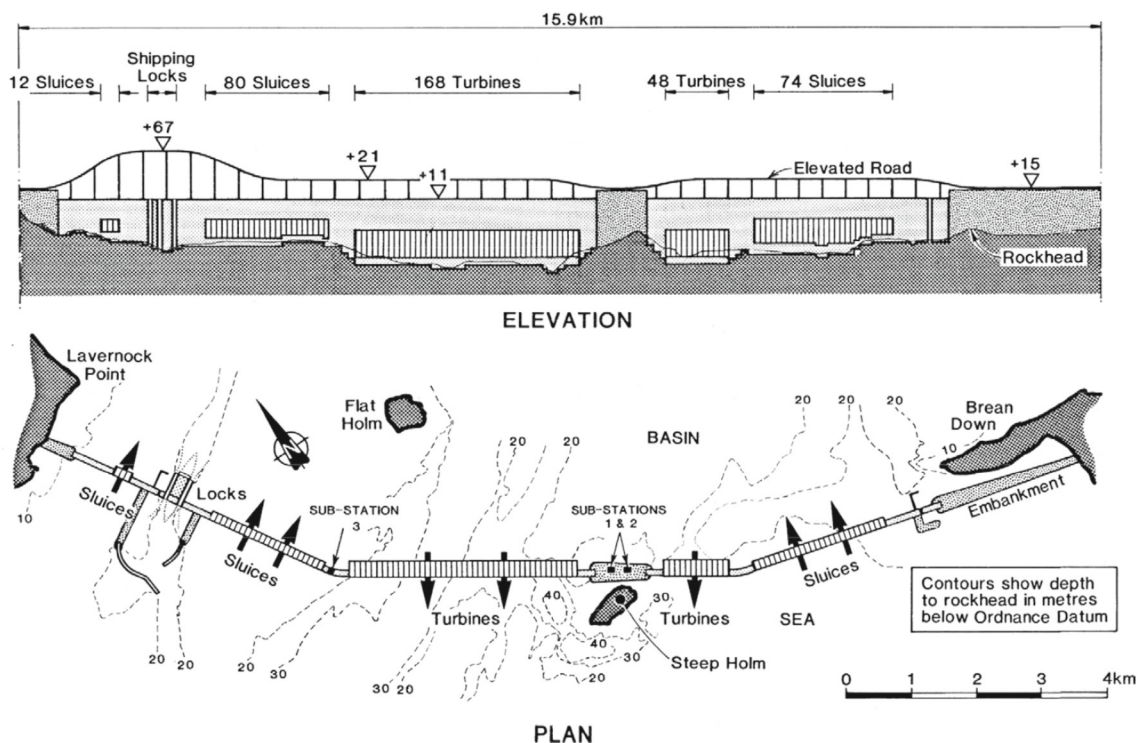 15.9km
Shipping
Locks
12 Sluices
80 Sluices
168 Turbines
48 Turbines
74 Sluices
+67
+21
+11
Elevated Road
+15
Rockhead
ELEVATION
Lavernock
Point
Flat
Holm
BASIN
Brean
Down
20
20
20
10
20
20
N
Sluices
Locks
SUB-STATION
3
SUB-STATIONS
1 & 2
Embankment
10
Sluices
Sluices
Turbines
40
30
Turbines
SEA
Contours show depth
to rockhead in metres
below Ordnance Datum
40
30
Steep Holm
20
20
20
20
30
20
30
0 1 2 3 4km
PLAN